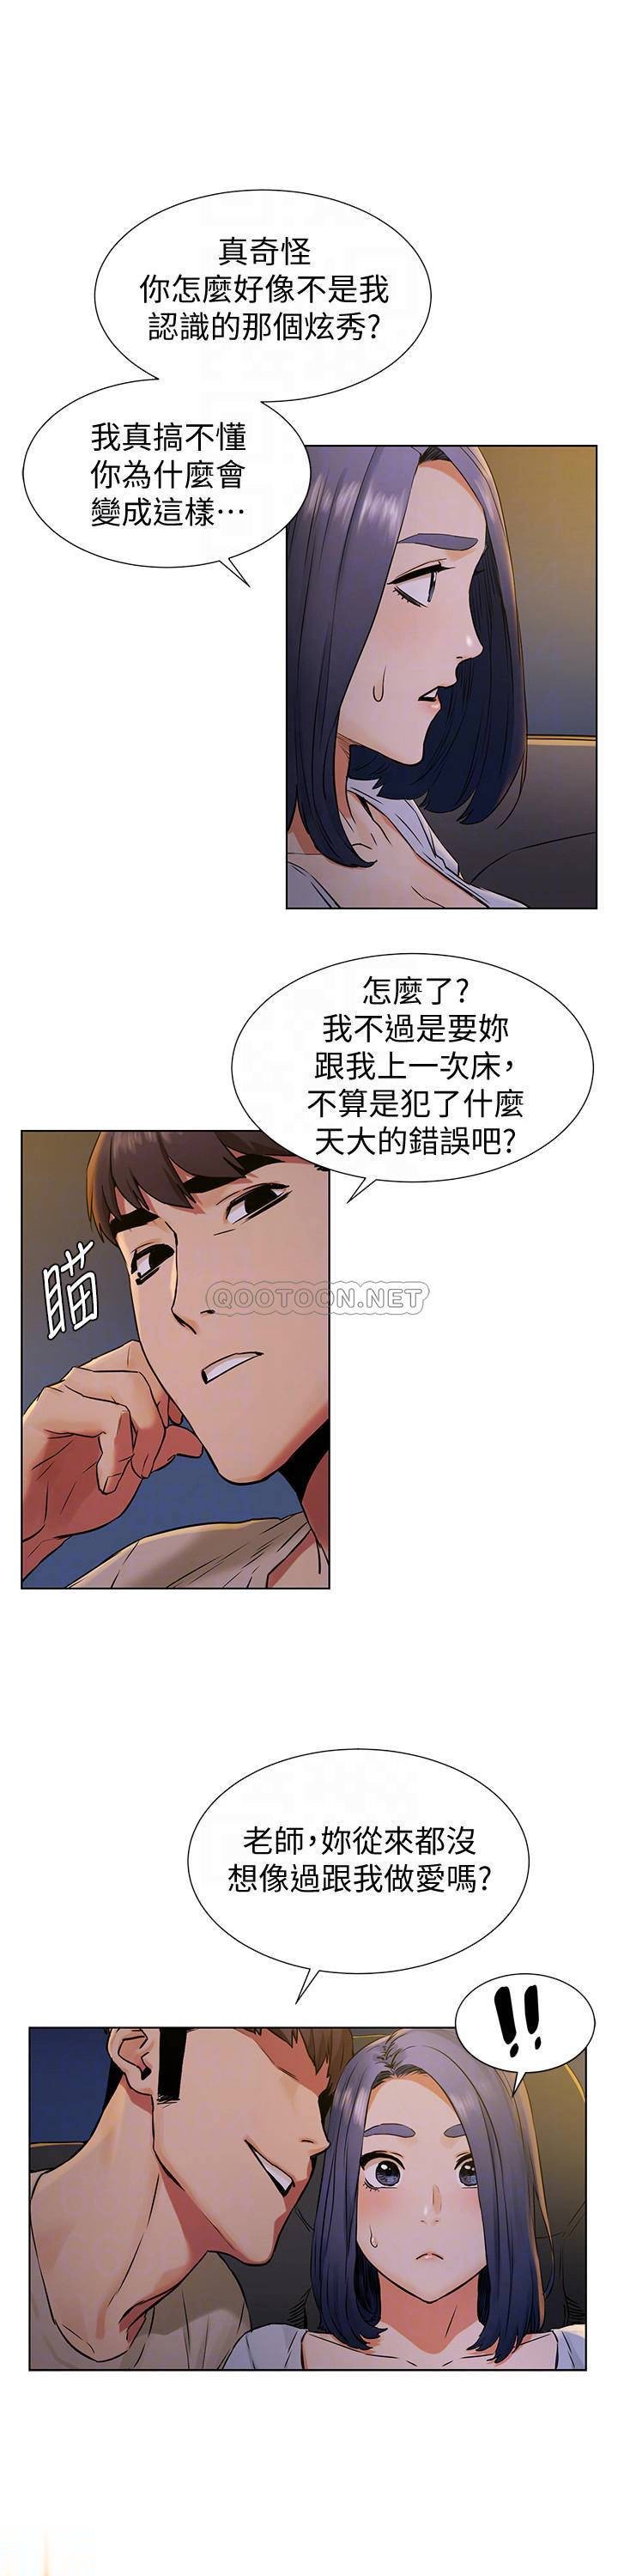 真奇怪
你怎麼好像不是我
認識的那個炫秀?
我真搞不懂
你為什麼會
變成這樣…
怎麼了?
我不過是要妳
跟我上一次床,
不算是犯了什麼
天大的錯誤吧?
瞄
QOOTOON.NET
老師,妳從來都沒
想像過跟我做愛嗎?
!!